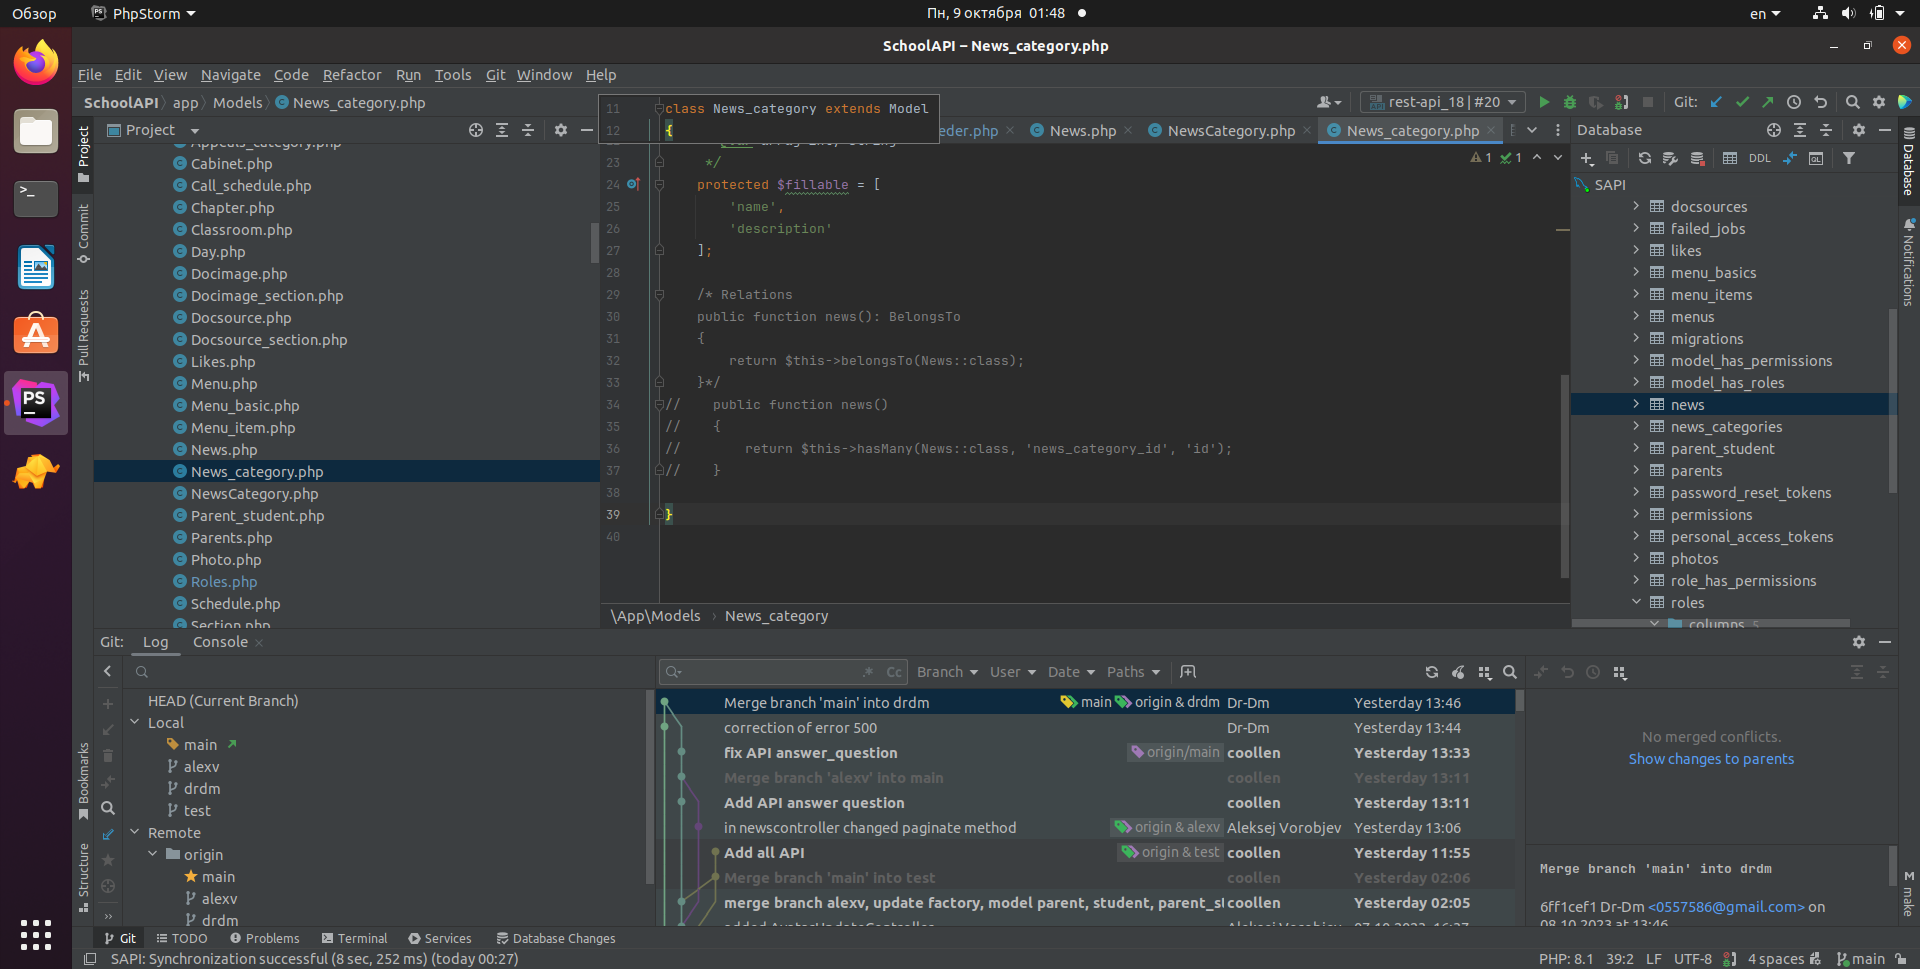 Обзор
PhpStorm
Пн, 9 октября 01:48
en
SchoolAPI – News_category.php
File Edit View Navigate Code Refactor Run Tools Git Window Help
SchoolAPI app Models News_category.php
rest-api_18 | #20
Git:
Project
Cabinet.php
Call_schedule.php
Chapter.php
Classroom.php
Day.php
Docimage.php
Docimage_section.php
Docsource.php
Docsource_section.php
Likes.php
Menu.php
Menu_basic.php
Menu_item.php
News.php
News_category.php
NewsCategory.php
Parent_student.php
Parents.php
Photo.php
Roles.php
Schedule.php
Section.php
Project
Commit
Pull Requests
Bookmarks
Structure
eder.php
News.php
NewsCategory.php
News_category.php
11 class News_category extends Model
12 {
23 */
24 protected $fillable = [
25 'name',
26 'description'
27 ];
28
29 /* Relations
30 public function news(): BelongsTo
31 {
32 return $this->belongsTo(News::class);
33 }*/
34 // public function news()
35 // {
36 // return $this->hasMany(News::class, 'news_category_id', 'id');
37 // }
38
39 }
40
1 1
\App\Models News_category
Database
DDL
QL
SAPI
docsources
failed_jobs
likes
menu_basics
menu_items
menus
migrations
model_has_permissions
model_has_roles
news
news_categories
parent_student
parents
password_reset_tokens
permissions
personal_access_tokens
photos
role_has_permissions
roles
columns 5
Database
Notifications
make
Git: Log Console
HEAD (Current Branch)
Local
main
alexv
drdm
test
Remote
origin
main
alexv
drdm
.* Cc Branch User Date Paths
Merge branch 'main' into drdm main origin & drdm Dr-Dm Yesterday 13:46
correction of error 500 Dr-Dm Yesterday 13:44
fix API answer_question origin/main coollen Yesterday 13:33
Merge branch 'alexv' into main coollen Yesterday 13:11
Add API answer question coollen Yesterday 13:11
in newscontroller changed paginate method origin & alexv Aleksej Vorobjev Yesterday 13:06
Add all API origin & test coollen Yesterday 11:55
Merge branch 'main' into test coollen Yesterday 02:06
merge branch alexv, update factory, model parent, student, parent_st coollen Yesterday 02:05
No merged conflicts.
Show changes to parents
Merge branch 'main' into drdm
6ff1cef1 Dr-Dm <0557586@gmail.com> on
08.10.2023 at 13:46
Git TODO Problems Terminal Services Database Changes
SAPI: Synchronization successful (8 sec, 252 ms) (today 00:27)
PHP: 8.1 39:2 LF UTF-8 4 spaces main